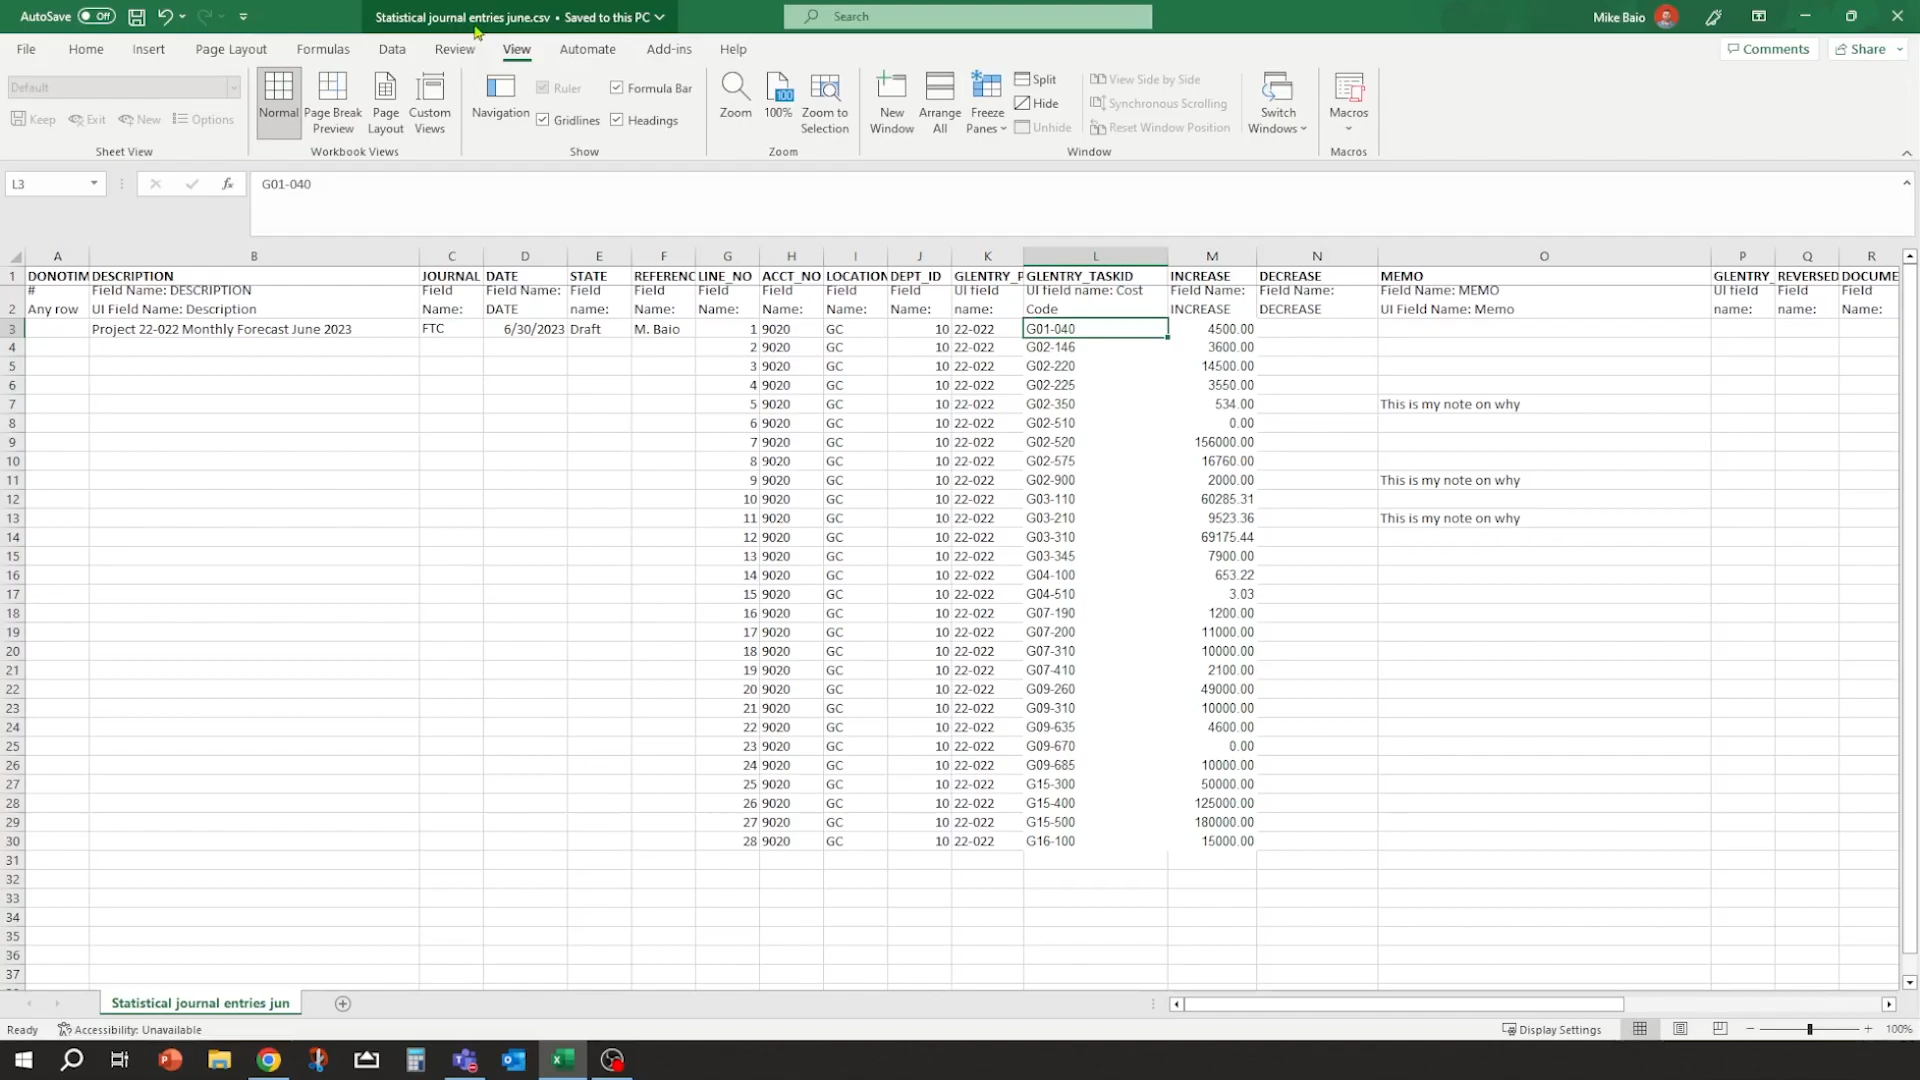 AutoSave Off Statistical journal entries june.csv • Saved to this PC Search Mike Baio
File Home Insert Page Layout Formulas Data Review View Automate Add-ins Help Comments Share
Default
Keep Exit New Options
Sheet View
Normal Page Break Preview Page Layout Custom Views
Workbook Views
Navigation Ruler Formula Bar
Gridlines Headings
Show
Zoom 100% Zoom to Selection
100
Zoom
New Window Arrange All Freeze Panes
Split
Hide
Unhide
View Side by Side
Synchronous Scrolling
Reset Window Position
Switch Windows
Window
Macros
Macros
L3 fx G01-040
A B C D E F G H I J K L M N O P Q R
1 DONOTIM DESCRIPTION JOURNAL DATE STATE REFERENC LINE_NO ACCT_NO LOCATION DEPT_ID GLENTRY_P GLENTRY_TASKID INCREASE DECREASE MEMO GLENTRY_ REVERSED DOCUME
# Field Name: DESCRIPTION Field Field Name: Field Field Field Field Field Field UI field UI field name: Cost Field Name: Field Name: Field Name: MEMO UI field Field Field
2 Any row UI Field Name: Description Name: DATE name: Name: Name: Name: Name: Name: name: Code INCREASE DECREASE UI Field Name: Memo name: name: Name:
3 Project 22-022 Monthly Forecast June 2023 FTC 6/30/2023 Draft M. Baio 1 9020 GC 10 22-022 G01-040 4500.00
4 2 9020 GC 10 22-022 G02-146 3600.00
5 3 9020 GC 10 22-022 G02-220 14500.00
6 4 9020 GC 10 22-022 G02-225 3550.00
7 5 9020 GC 10 22-022 G02-350 534.00 This is my note on why
8 6 9020 GC 10 22-022 G02-510 0.00
9 7 9020 GC 10 22-022 G02-520 156000.00
10 8 9020 GC 10 22-022 G02-575 16760.00
11 9 9020 GC 10 22-022 G02-900 2000.00 This is my note on why
12 10 9020 GC 10 22-022 G03-110 60285.31
13 11 9020 GC 10 22-022 G03-210 9523.36 This is my note on why
14 12 9020 GC 10 22-022 G03-310 69175.44
15 13 9020 GC 10 22-022 G03-345 7900.00
16 14 9020 GC 10 22-022 G04-100 653.22
17 15 9020 GC 10 22-022 G04-510 3.03
18 16 9020 GC 10 22-022 G07-190 1200.00
19 17 9020 GC 10 22-022 G07-200 11000.00
20 18 9020 GC 10 22-022 G07-310 10000.00
21 19 9020 GC 10 22-022 G07-410 2100.00
22 20 9020 GC 10 22-022 G09-260 49000.00
23 21 9020 GC 10 22-022 G09-310 10000.00
24 22 9020 GC 10 22-022 G09-635 4600.00
25 23 9020 GC 10 22-022 G09-670 0.00
26 24 9020 GC 10 22-022 G09-685 10000.00
27 25 9020 GC 10 22-022 G15-300 50000.00
28 26 9020 GC 10 22-022 G15-400 125000.00
29 27 9020 GC 10 22-022 G15-500 180000.00
30 28 9020 GC 10 22-022 G16-100 15000.00
31
32
33
34
35
36
37
Statistical journal entries jun
Ready Accessibility: Unavailable Display Settings 100%